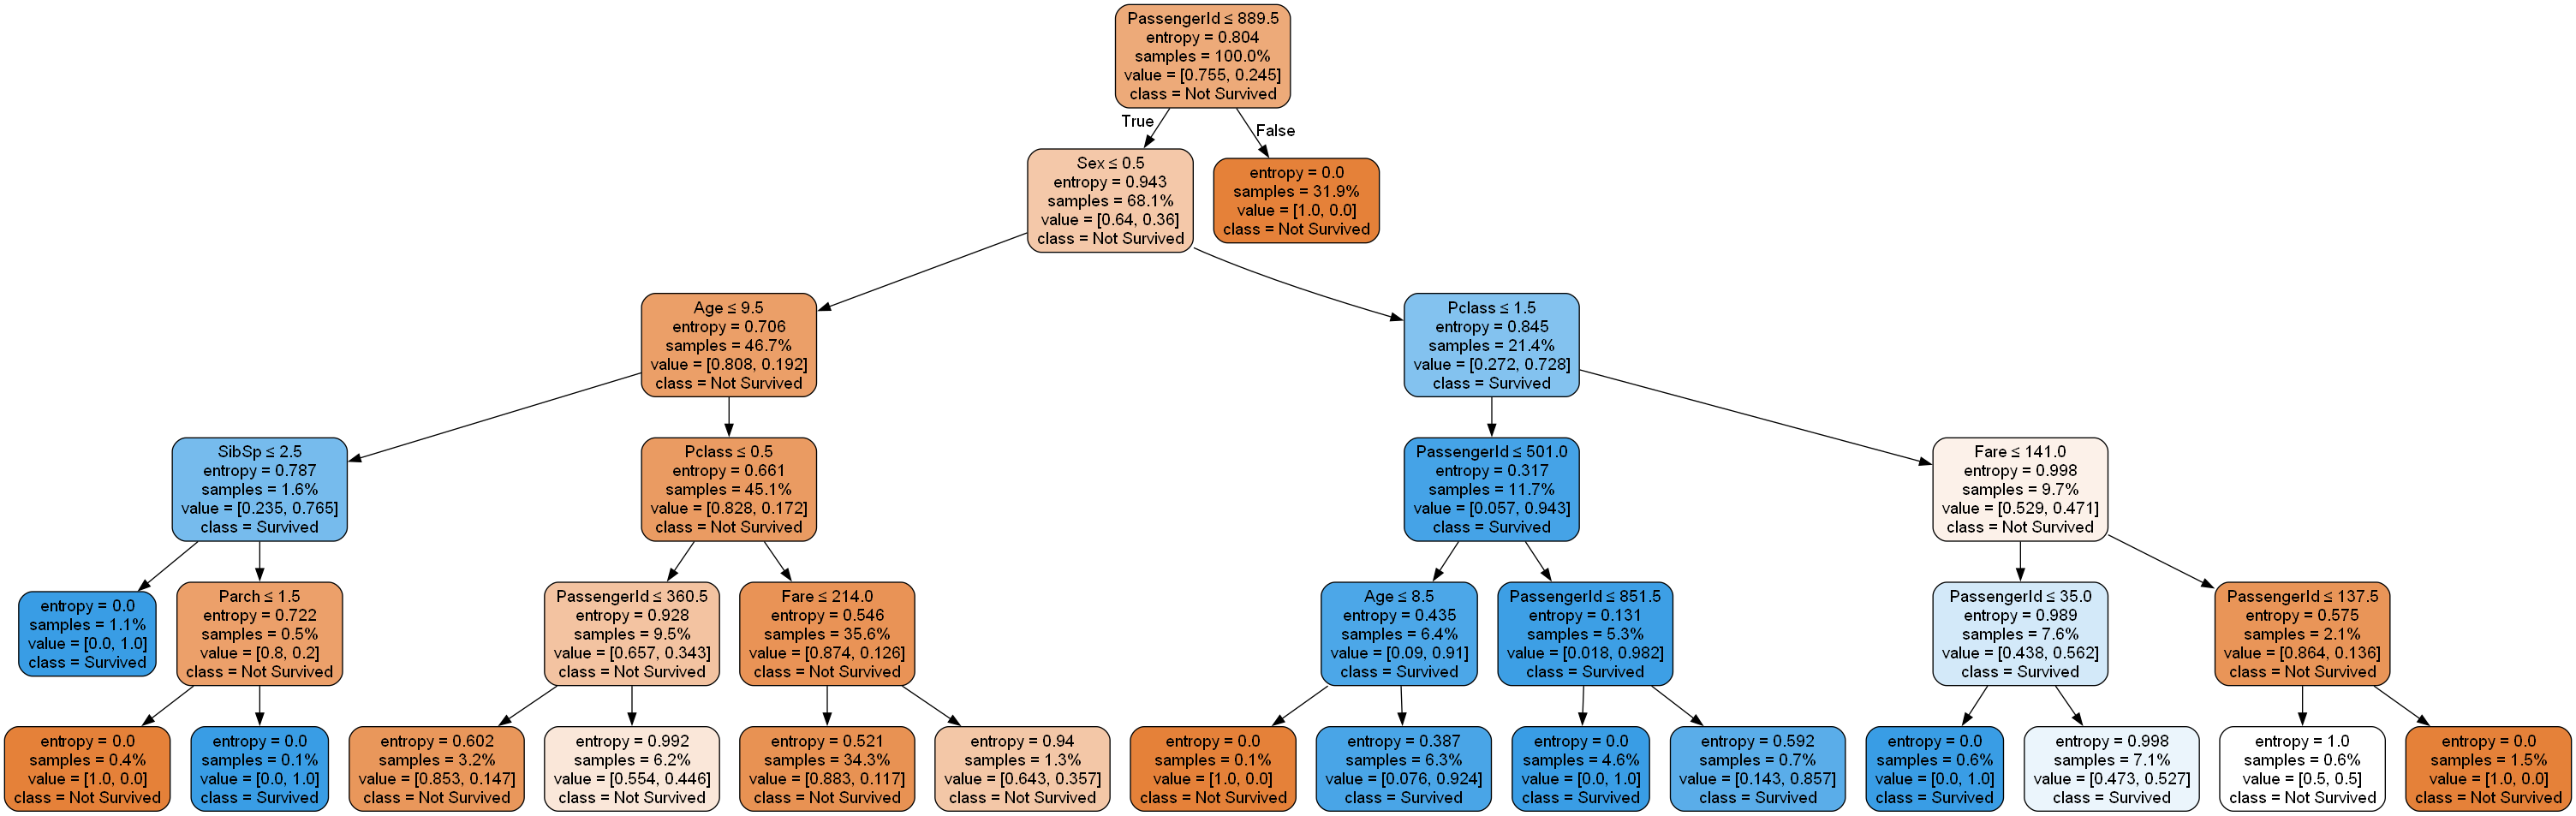 PassengerId ≤ 889.5
entropy = 0.804
samples = 100.0%
value = [0.755, 0.245]
class = Not Survived
True
False
Sex ≤ 0.5
entropy = 0.943
samples = 68.1%
value = [0.64, 0.36]
class = Not Survived
entropy = 0.0
samples = 31.9%
value = [1.0, 0.0]
class = Not Survived
Age ≤ 9.5
entropy = 0.706
samples = 46.7%
value = [0.808, 0.192]
class = Not Survived
Pclass ≤ 1.5
entropy = 0.845
samples = 21.4%
value = [0.272, 0.728]
class = Survived
SibSp ≤ 2.5
entropy = 0.787
samples = 1.6%
value = [0.235, 0.765]
class = Survived
Pclass ≤ 0.5
entropy = 0.661
samples = 45.1%
value = [0.828, 0.172]
class = Not Survived
PassengerId ≤ 501.0
entropy = 0.317
samples = 11.7%
value = [0.057, 0.943]
class = Survived
Fare ≤ 141.0
entropy = 0.998
samples = 9.7%
value = [0.529, 0.471]
class = Not Survived
entropy = 0.0
samples = 1.1%
value = [0.0, 1.0]
class = Survived
Parch ≤ 1.5
entropy = 0.722
samples = 0.5%
value = [0.8, 0.2]
class = Not Survived
PassengerId ≤ 360.5
entropy = 0.928
samples = 9.5%
value = [0.657, 0.343]
class = Not Survived
Fare ≤ 214.0
entropy = 0.546
samples = 35.6%
value = [0.874, 0.126]
class = Not Survived
Age ≤ 8.5
entropy = 0.435
samples = 6.4%
value = [0.09, 0.91]
class = Survived
PassengerId ≤ 851.5
entropy = 0.131
samples = 5.3%
value = [0.018, 0.982]
class = Survived
PassengerId ≤ 35.0
entropy = 0.989
samples = 7.6%
value = [0.438, 0.562]
class = Survived
PassengerId ≤ 137.5
entropy = 0.575
samples = 2.1%
value = [0.864, 0.136]
class = Not Survived
entropy = 0.0
samples = 0.4%
value = [1.0, 0.0]
class = Not Survived
entropy = 0.0
samples = 0.1%
value = [0.0, 1.0]
class = Survived
entropy = 0.602
samples = 3.2%
value = [0.853, 0.147]
class = Not Survived
entropy = 0.992
samples = 6.2%
value = [0.554, 0.446]
class = Not Survived
entropy = 0.521
samples = 34.3%
value = [0.883, 0.117]
class = Not Survived
entropy = 0.94
samples = 1.3%
value = [0.643, 0.357]
class = Not Survived
entropy = 0.0
samples = 0.1%
value = [1.0, 0.0]
class = Not Survived
entropy = 0.387
samples = 6.3%
value = [0.076, 0.924]
class = Survived
entropy = 0.0
samples = 4.6%
value = [0.0, 1.0]
class = Survived
entropy = 0.592
samples = 0.7%
value = [0.143, 0.857]
class = Survived
entropy = 0.0
samples = 0.6%
value = [0.0, 1.0]
class = Survived
entropy = 0.998
samples = 7.1%
value = [0.473, 0.527]
class = Survived
entropy = 1.0
samples = 0.6%
value = [0.5, 0.5]
class = Not Survived
entropy = 0.0
samples = 1.5%
value = [1.0, 0.0]
class = Not Survived